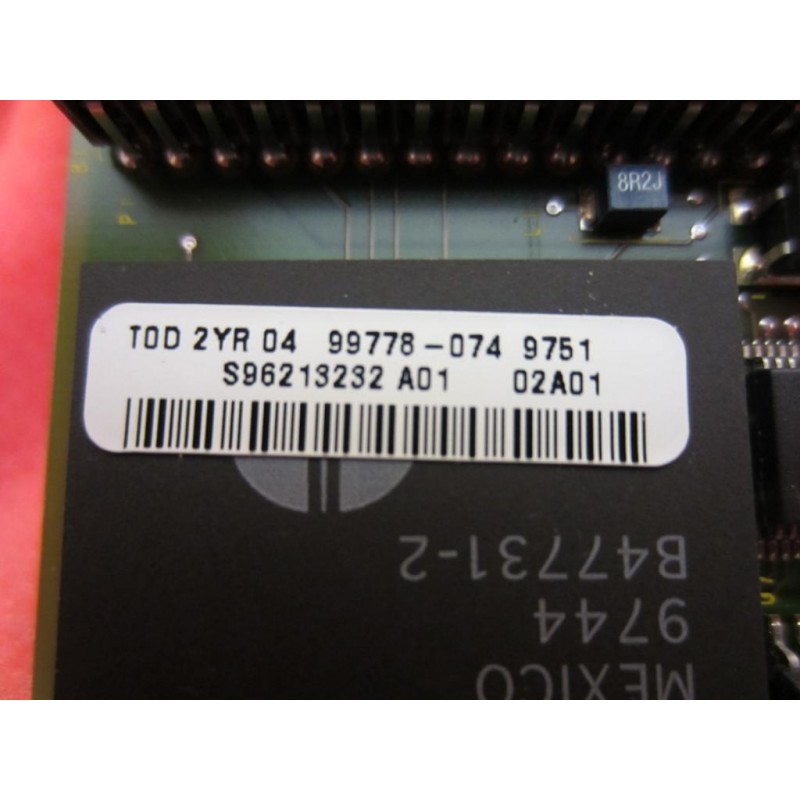 8R2J
TOD 2YR 04 99778-074 9751
S96213232 A01 02A01
B47731-2
9744
MEXICO